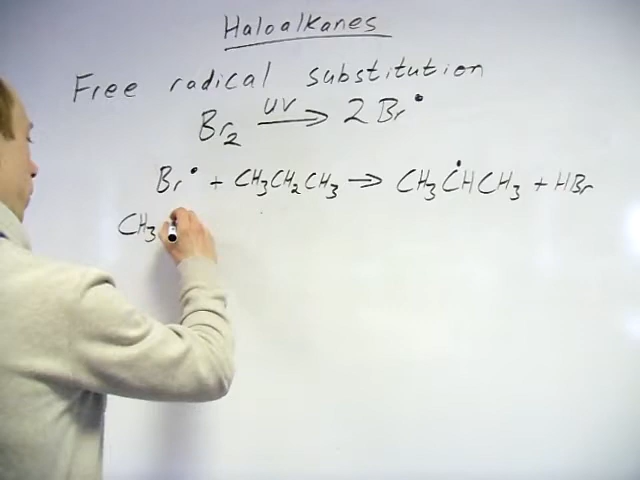 Haloalkanes
Free radical substitution
Br₂ —UV→ 2Br•
Br• + CH₃CH₂CH₃ → CH₃ĊHCH₃ + HBr
CH₃